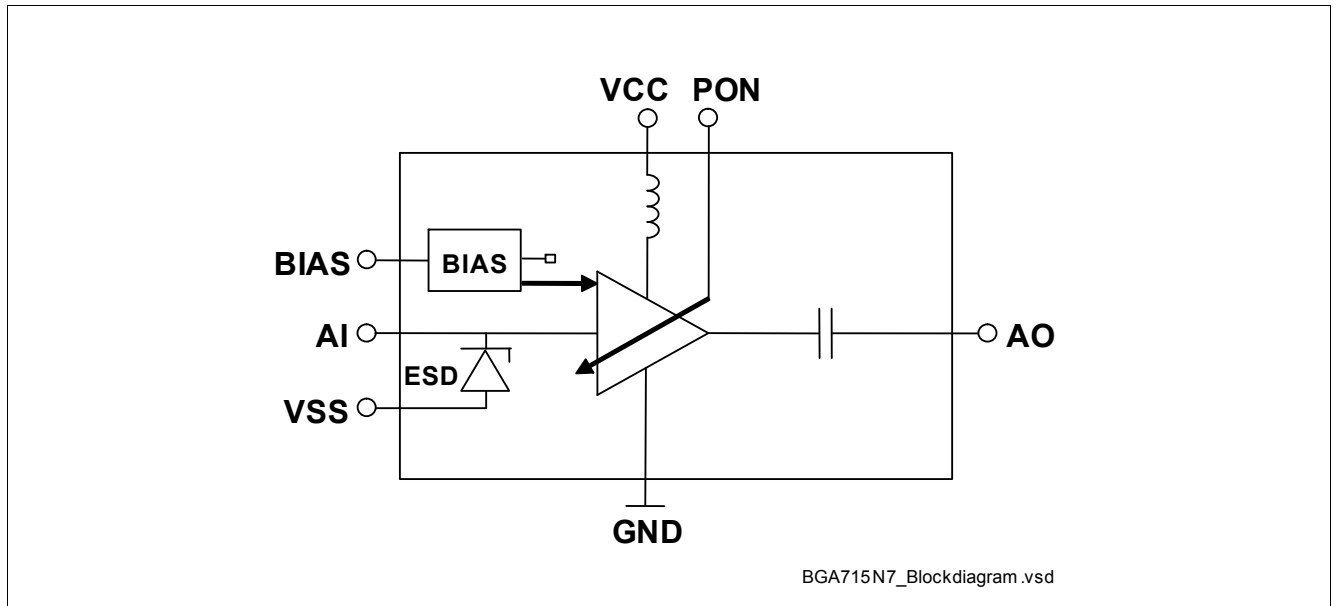 VCC PON
BIAS
BIAS
AI
ESD
VSS
AO
GND
BGA715N7_Blockdiagram.vsd